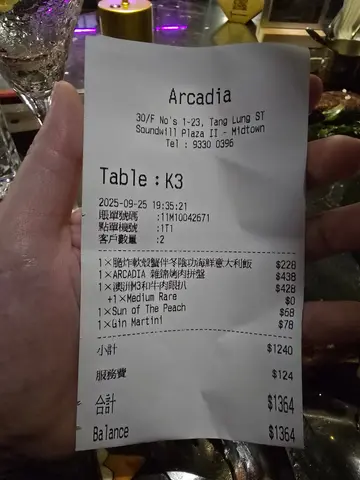 Arcadia
30/F No's 1-23, Tang Lung ST
Soundwill Plaza II - Midtown
Tel : 9330 0396
Table : K3
2025-09-25 19:35:21
賬單號碼 :11M10042671
點單機號 :1T1
客戶數量 :2
1×脆炸軟殼蟹伴冬陰功海鮮意大利飯 $228
1×ARCADIA 雜錦烤肉拼盤 $438
1×澳洲M3和牛肉眼扒 $428
+1×Medium Rare $0
1×Sun of The Peach $68
1×Gin Martini $78
小計 $1240
服務費 $124
合計 $1364
Balance $1364